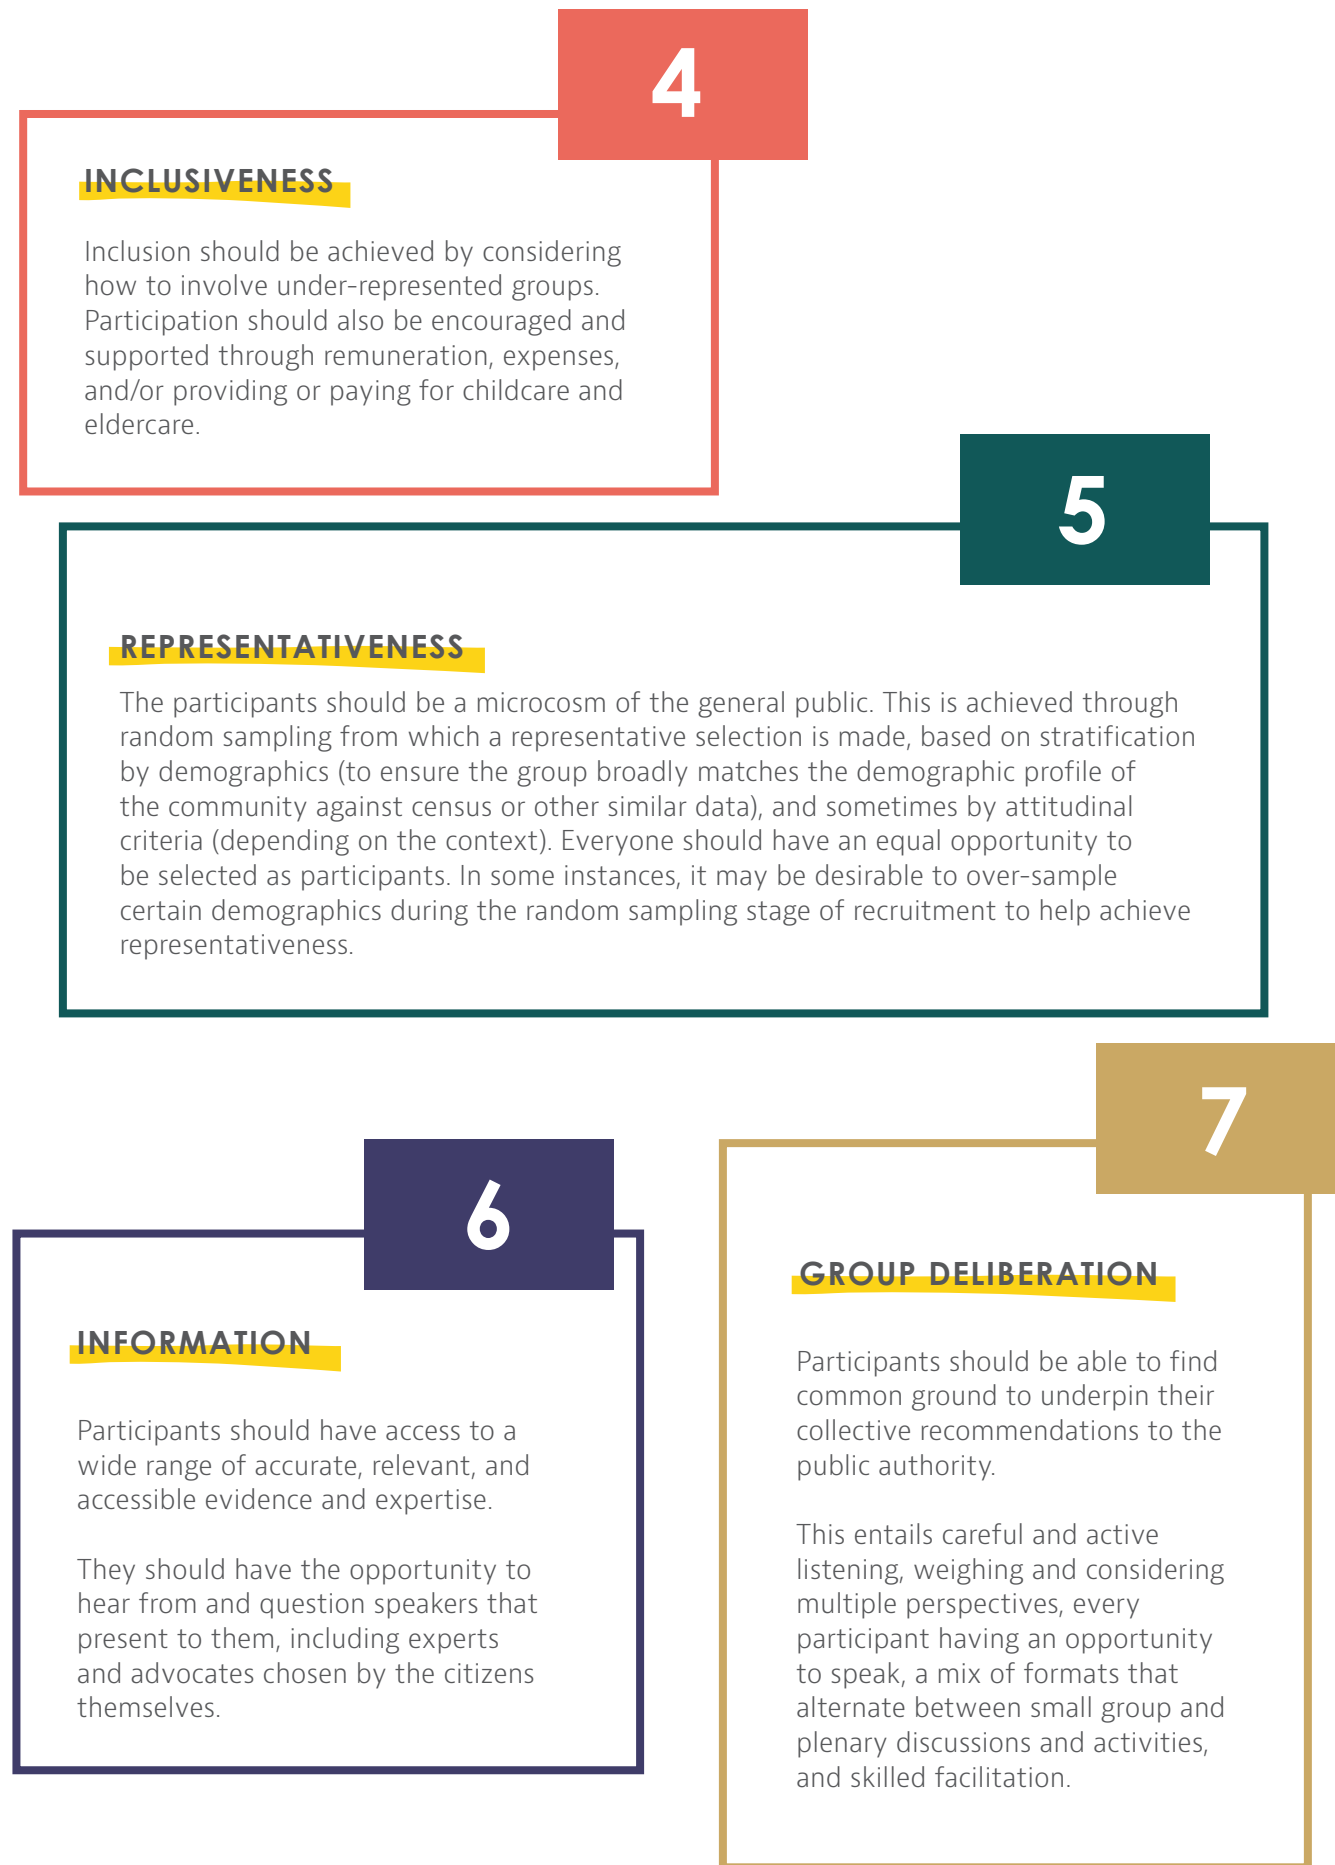 4
INCLUSIVENESS
Inclusion should be achieved by considering
how to involve under-represented groups.
Participation should also be encouraged and
supported through remuneration, expenses,
and/or providing or paying for childcare and
eldercare.
5
REPRESENTATIVENESS
The participants should be a microcosm of the general public. This is achieved through
random sampling from which a representative selection is made, based on stratification
by demographics (to ensure the group broadly matches the demographic profile of
the community against census or other similar data), and sometimes by attitudinal
criteria (depending on the context). Everyone should have an equal opportunity to
be selected as participants. In some instances, it may be desirable to over-sample
certain demographics during the random sampling stage of recruitment to help achieve
representativeness.
6
INFORMATION
Participants should have access to a
wide range of accurate, relevant, and
accessible evidence and expertise.
They should have the opportunity to
hear from and question speakers that
present to them, including experts
and advocates chosen by the citizens
themselves.
7
GROUP DELIBERATION
Participants should be able to find
common ground to underpin their
collective recommendations to the
public authority.
This entails careful and active
listening, weighing and considering
multiple perspectives, every
participant having an opportunity
to speak, a mix of formats that
alternate between small group and
plenary discussions and activities,
and skilled facilitation.